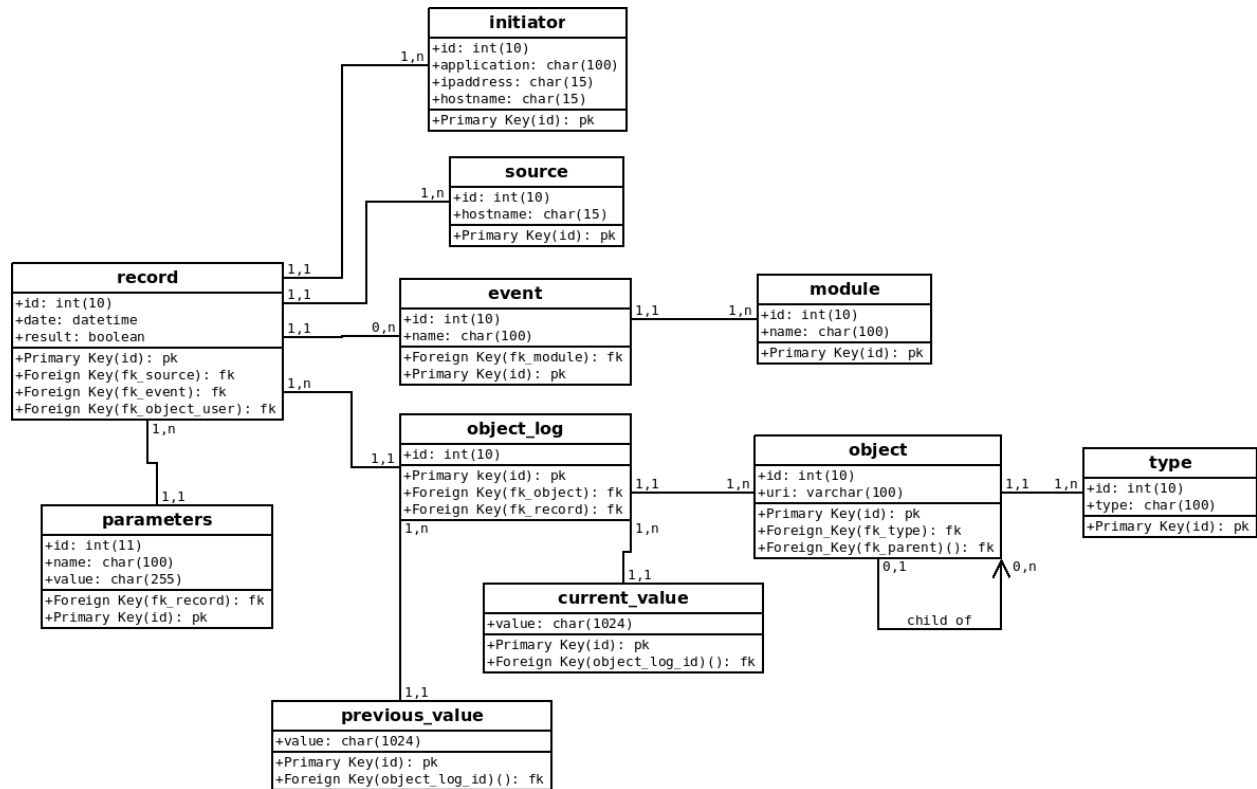 initiator
+id: int(10)
+application: char(100)
+ipaddress: char(15)
+hostname: char(15)
+Primary Key(id): pk
1,n
source
+id: int(10)
+hostname: char(15)
+Primary Key(id): pk
1,n
record
+id: int(10)
+date: datetime
+result: boolean
+Primary Key(id): pk
+Foreign Key(fk_source): fk
+Foreign Key(fk_event): fk
+Foreign Key(fk_object_user): fk
1,1
1,1
1,1
1,n
1,n
0,n
event
+id: int(10)
+name: char(100)
+Foreign Key(fk_module): fk
+Primary Key(id): pk
1,1
1,n
module
+id: int(10)
+name: char(100)
+Primary Key(id): pk
1,1
object_log
+id: int(10)
+Primary key(id): pk
+Foreign Key(fk_object): fk
+Foreign Key(fk_record): fk
1,1
1,n
1,n
1,n
object
+id: int(10)
+uri: varchar(100)
+Primary Key(id): pk
+Foreign_Key(fk_type): fk
+Foreign_Key(fk_parent)(): fk
1,1
1,n
0,1
0,n
child of
type
+id: int(10)
+type: char(100)
+Primary Key(id): pk
1,1
parameters
+id: int(11)
+name: char(100)
+value: char(255)
+Foreign Key(fk_record): fk
+Primary Key(id): pk
1,1
current_value
+value: char(1024)
+Primary Key(id): pk
+Foreign Key(object_log_id)(): fk
1,1
previous_value
+value: char(1024)
+Primary Key(id): pk
+Foreign Key(object_log_id)(): fk